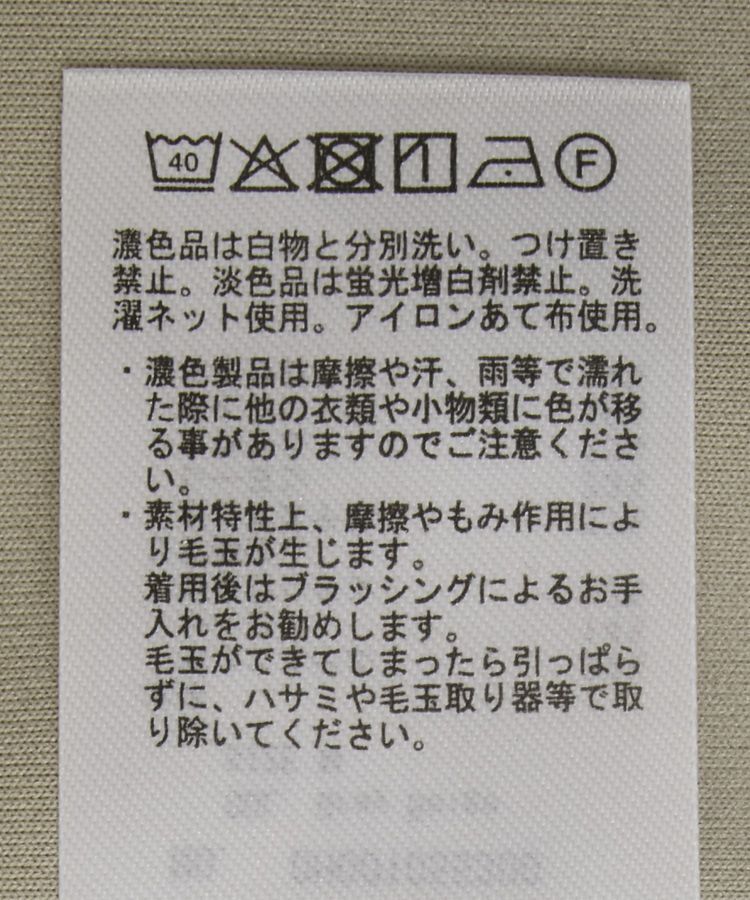 40 F
濃色品は白物と分別洗い。つけ置き
禁止。淡色品は蛍光増白剤禁止。洗
濯ネット使用。アイロンあて布使用。
・濃色製品は摩擦や汗、雨等で濡れ
た際に他の衣類や小物類に色が移
る事がありますのでご注意くださ
い。
・素材特性上、摩擦やもみ作用によ
り毛玉が生じます。
着用後はブラッシングによるお手
入れをお勧めします。
毛玉ができてしまったら引っぱら
ずに、ハサミや毛玉取り器等で取
り除いてください。